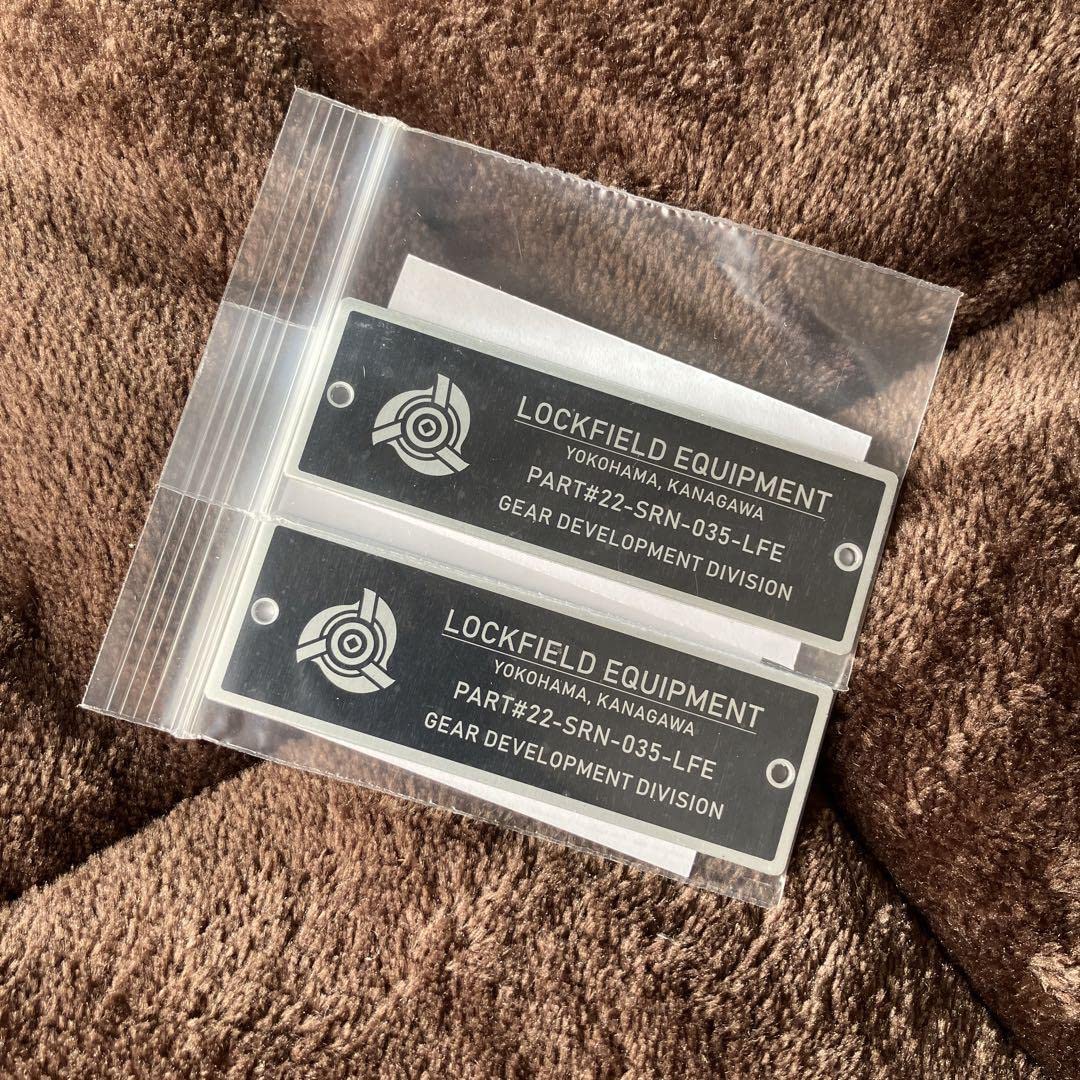 LOCKFIELD EQUIPMENT
YOKOHAMA, KANAGAWA
PART#22-SRN-035-LFE
GEAR DEVELOPMENT DIVISION
LOCKFIELD EQUIPMENT
YOKOHAMA, KANAGAWA
PART#22-SRN-035-LFE
GEAR DEVELOPMENT DIVISION